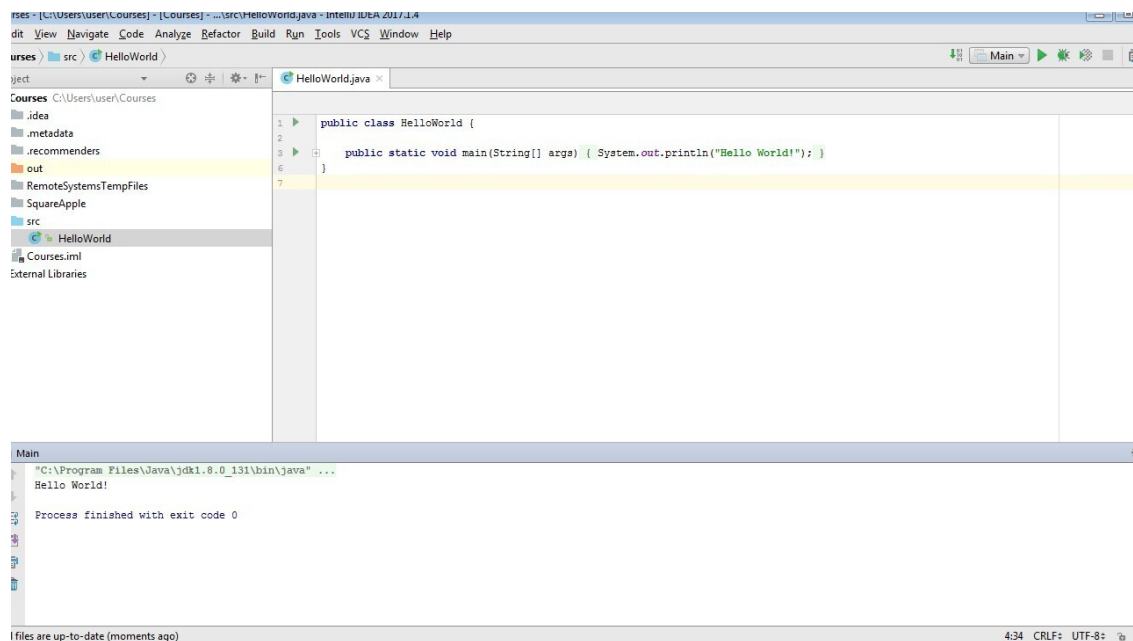 rses - [C:\Users\user\Courses] - [Courses] - ...\src\HelloWorld.java - IntelliJ IDEA 2017.1.4
dit View Navigate Code Analyze Refactor Build Run Tools VCS Window Help
urses src HelloWorld Main
oject HelloWorld.java
Courses C:\Users\user\Courses
.idea
.metadata
.recommenders
out
RemoteSystemsTempFiles
SquareApple
src
HelloWorld
Courses.iml
External Libraries
1 public class HelloWorld {
2
3 public static void main(String[] args) { System.out.println("Hello World!"); }
6 }
7
Main
"C:\Program Files\Java\jdk1.8.0_131\bin\java" ...
Hello World!
Process finished with exit code 0
l files are up-to-date (moments ago) 4:34 CRLF UTF-8